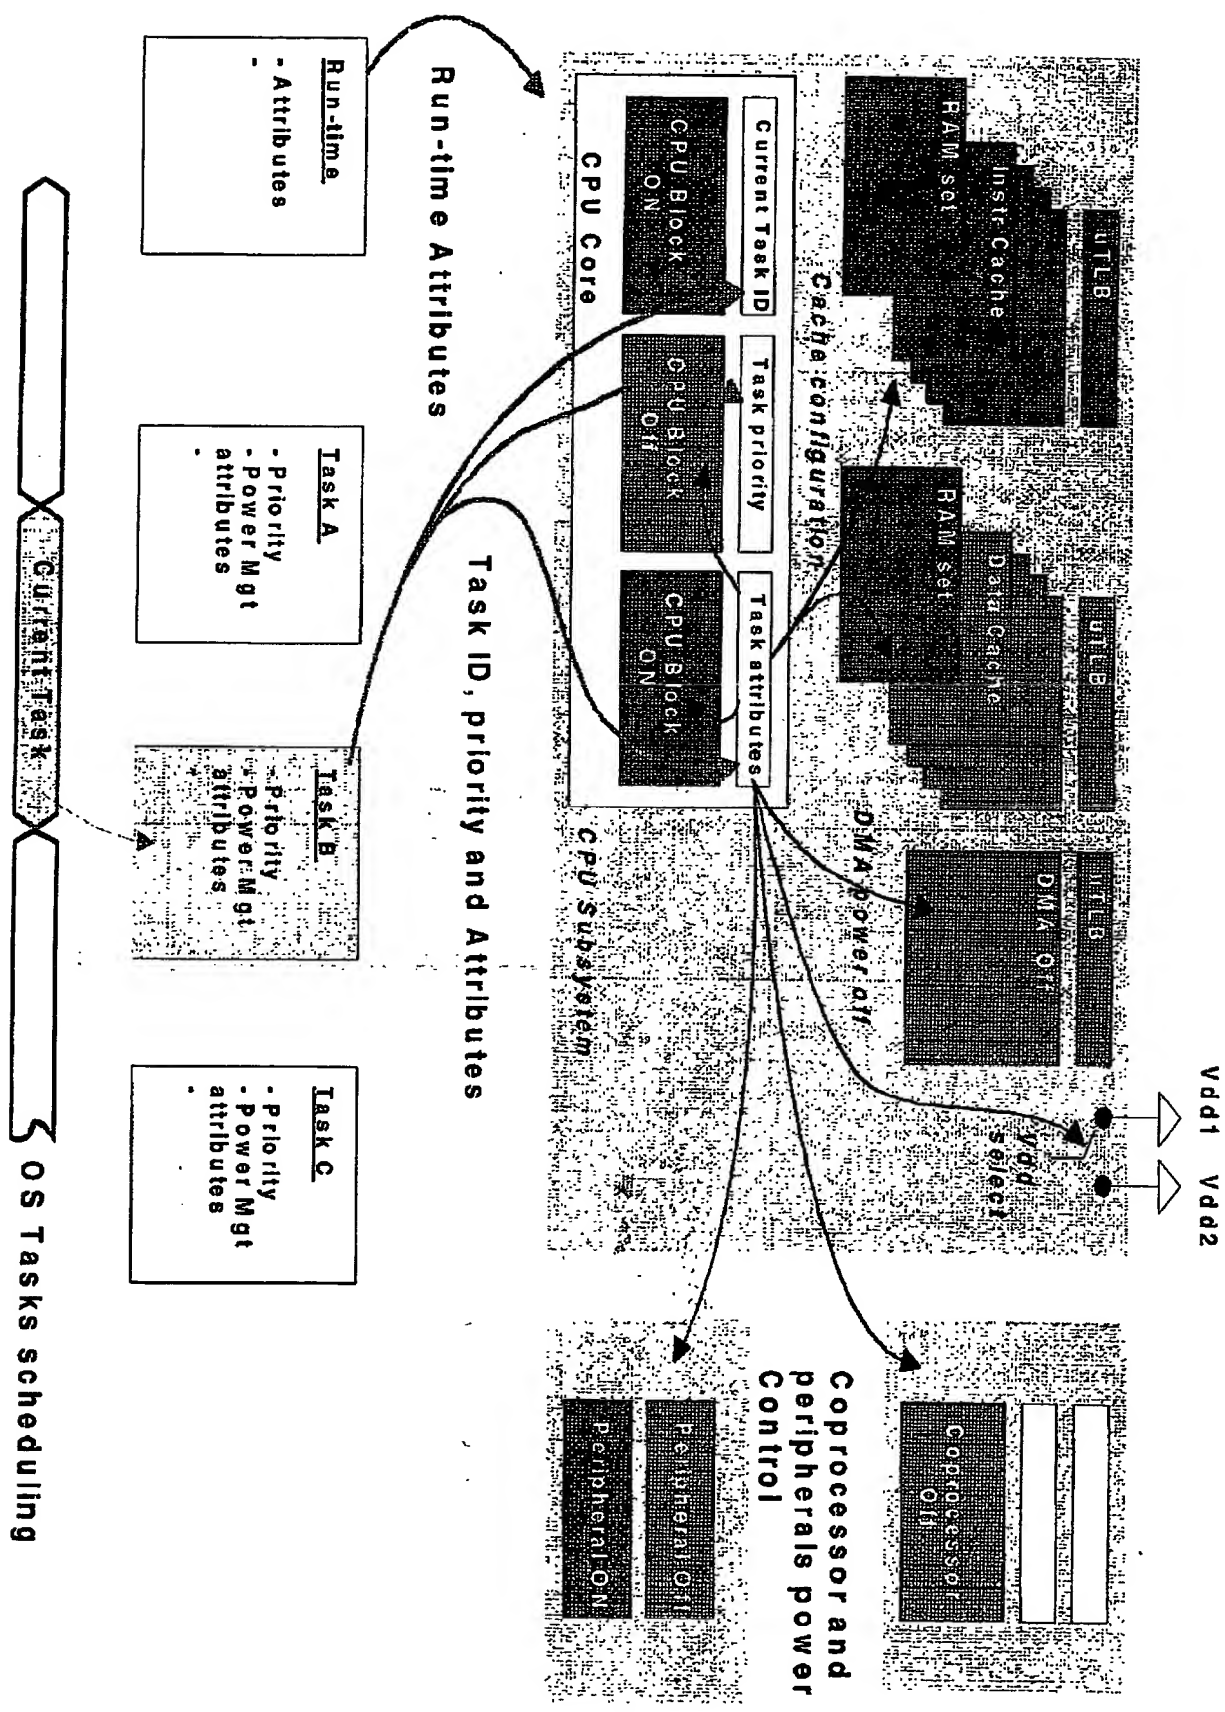 Vdd1 Vdd2
uTLB
Instr Cache
RAM set
uTLB
Data Cache
RAM set
uTLB
DMA Off
Vdd
select
Cache configuration
DMA power off
Current Task ID
Task priority
Task attributes
CPU Block
ON
CPU Block
Off
CPU Block
ON
CPU Core
CPU Subsystem
Coprocessor
Off
Coprocessor and
peripherals power
Control
Peripheral Off
Peripheral ON
Run-time Attributes
Task ID, priority and Attributes
Run-time
- Attributes
-
Task A
- Priority
- Power Mgt
attributes
-
Task B
- Priority
- Power Mgt
attributes
Task C
- Priority
- Power Mgt
attributes
-
Current Task
OS Tasks scheduling